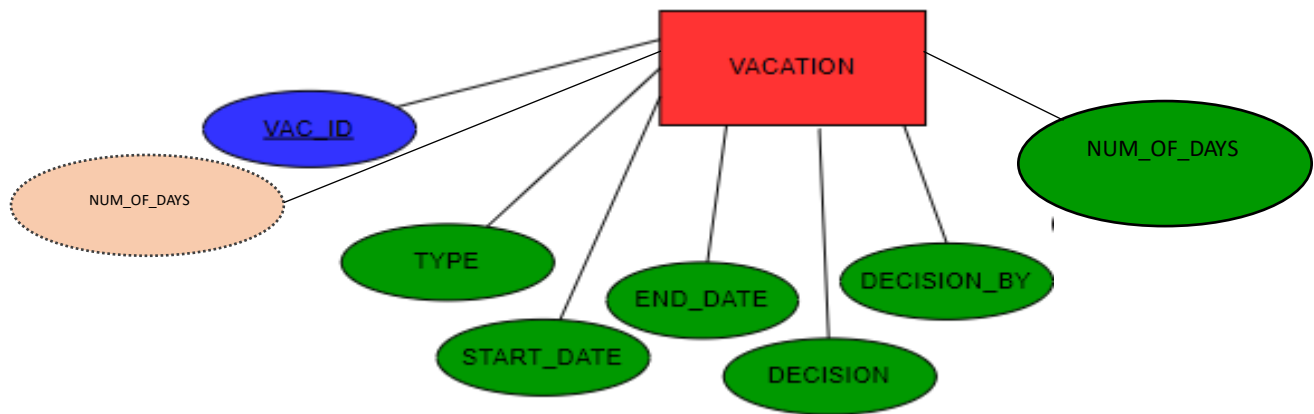 VACATION
VAC_ID
NUM_OF_DAYS
NUM_OF_DAYS
TYPE
END_DATE
DECISION_BY
START_DATE
DECISION